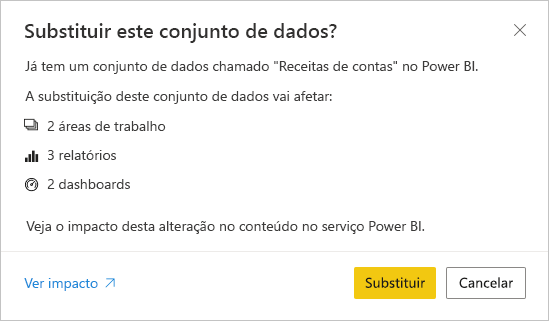 Substituir este conjunto de dados?
Já tem um conjunto de dados chamado "Receitas de contas" no Power BI.
A substituição deste conjunto de dados vai afetar:
2 áreas de trabalho
3 relatórios
2 dashboards
Veja o impacto desta alteração no conteúdo no serviço Power BI.
Ver impacto
Substituir
Cancelar